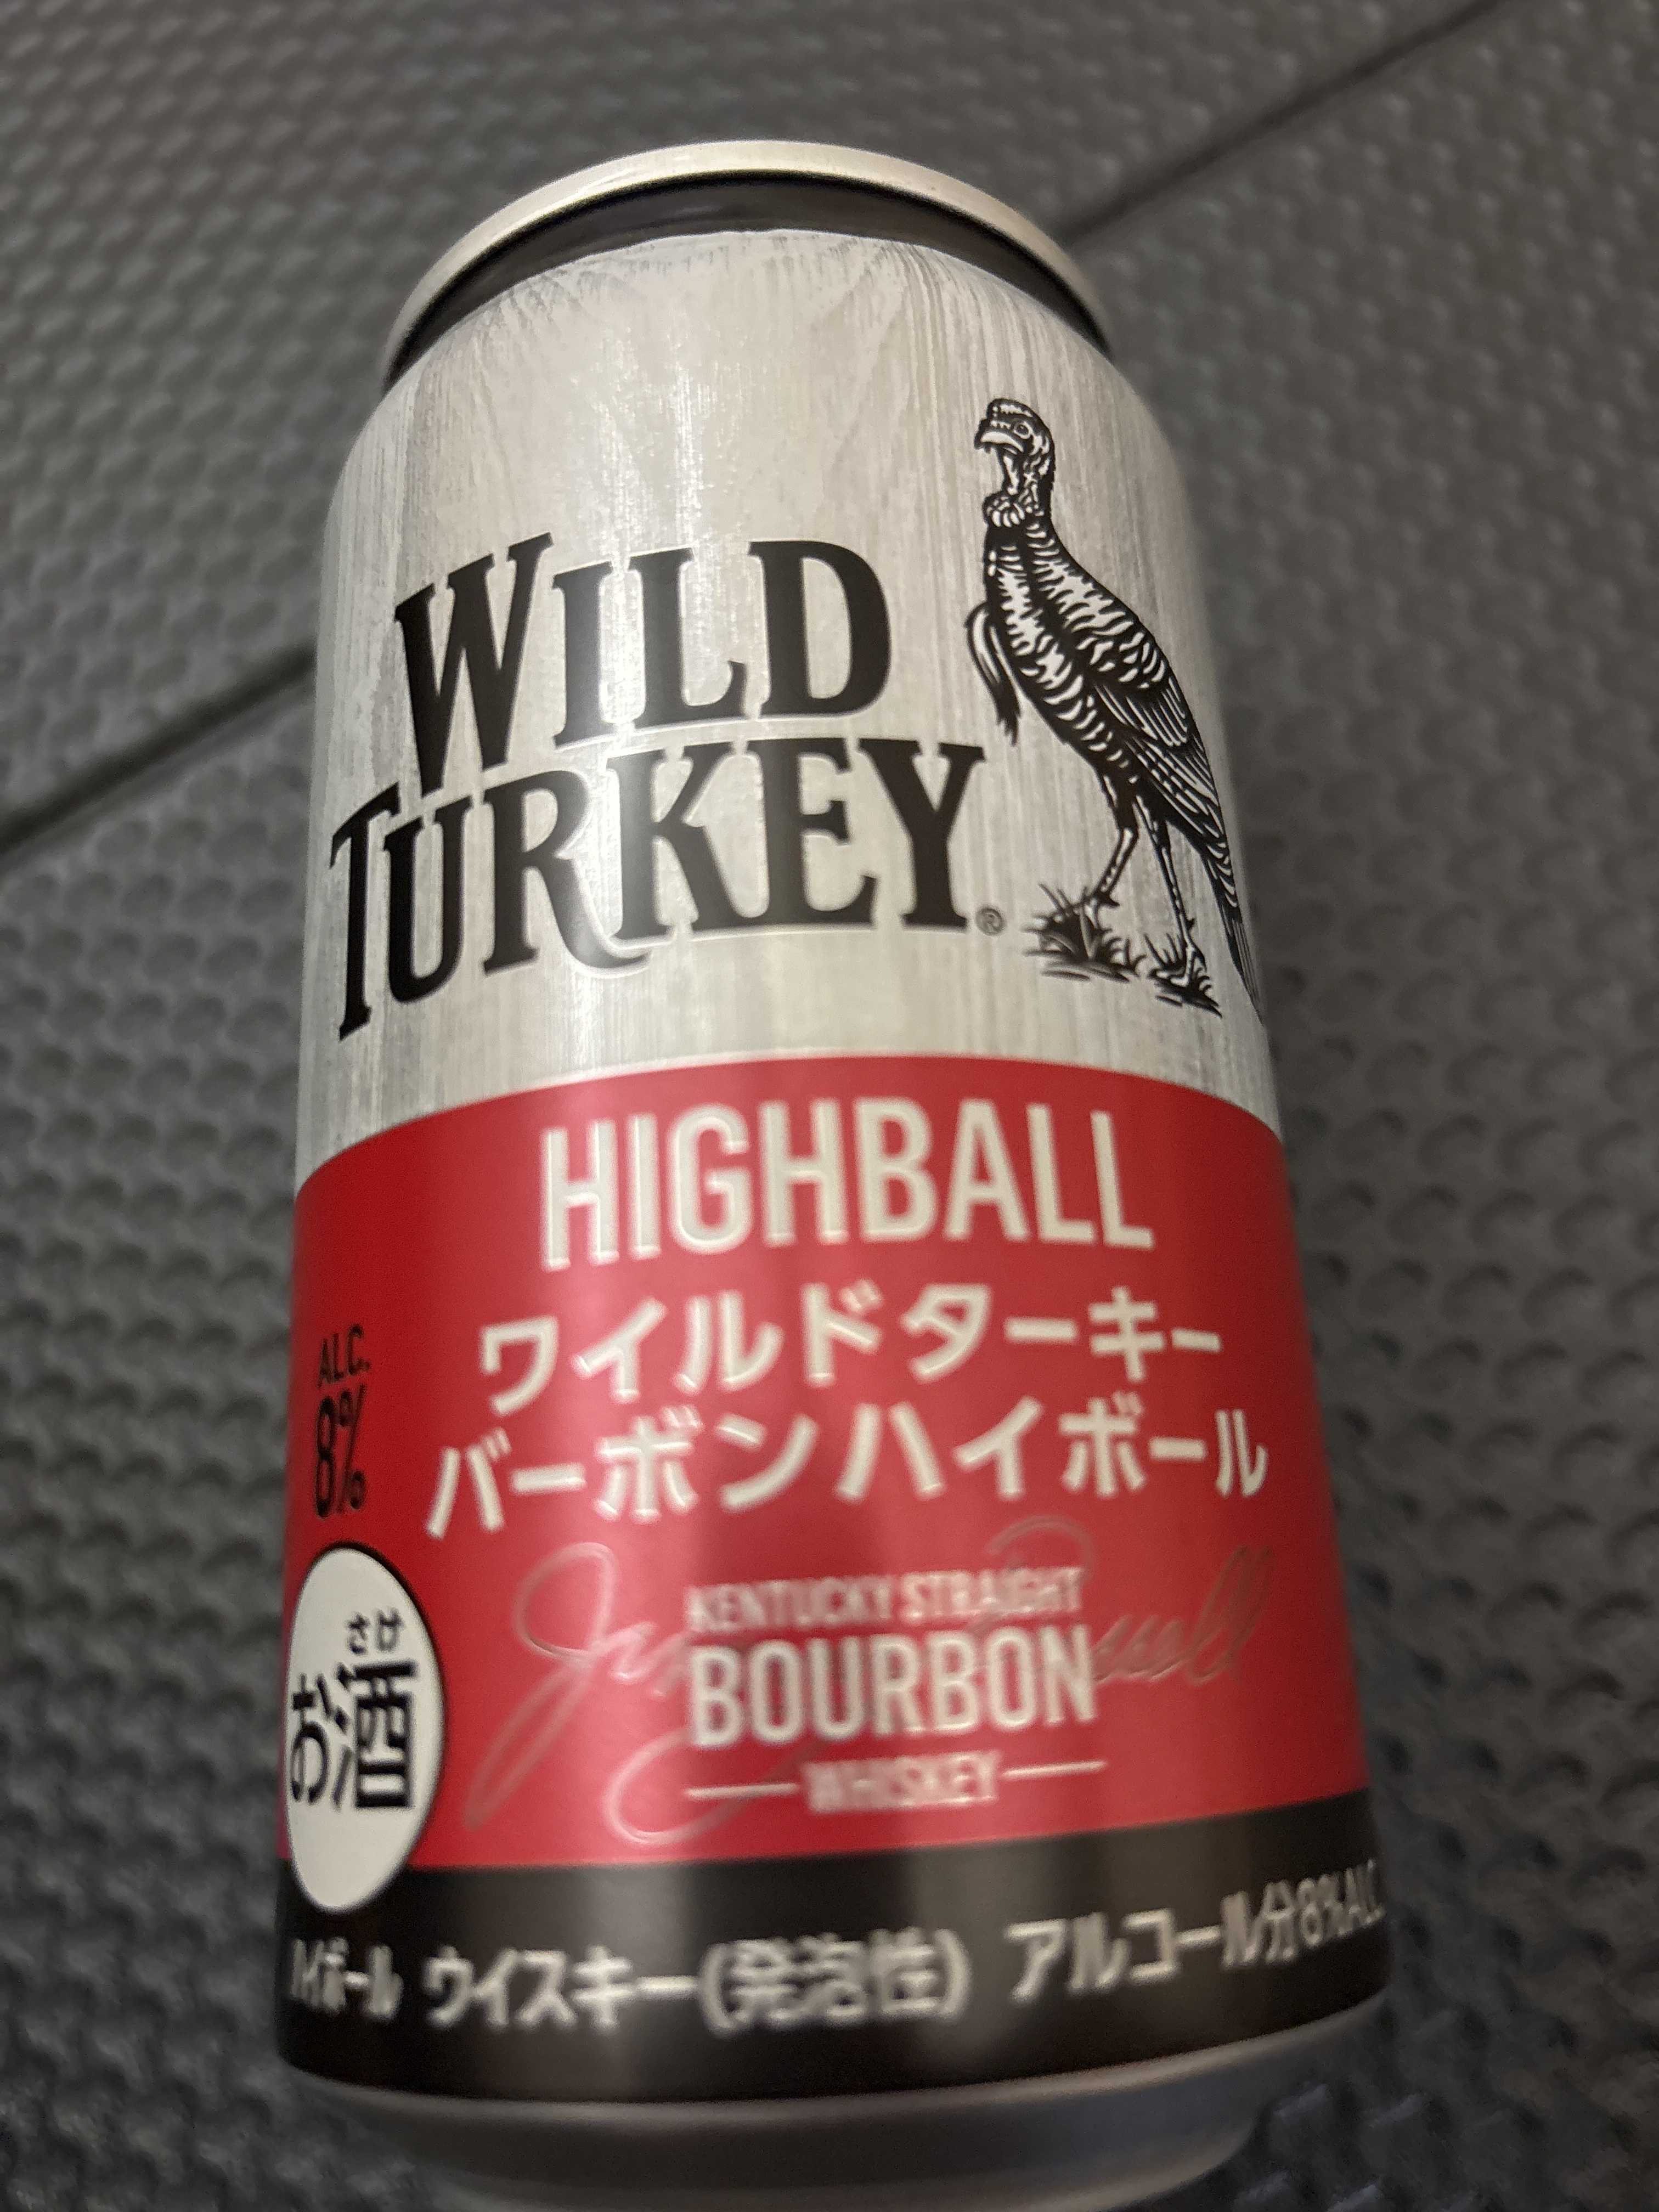 WILD
TURKEY®
HIGHBALL
ワイルドターキー
バーボンハイボール
ALC.
8%
KENTUCKY STRAIGHT
BOURBON
WHISKEY
さけ
お酒
ハイボール ウイスキー(発泡性) アルコール分8%ALC.